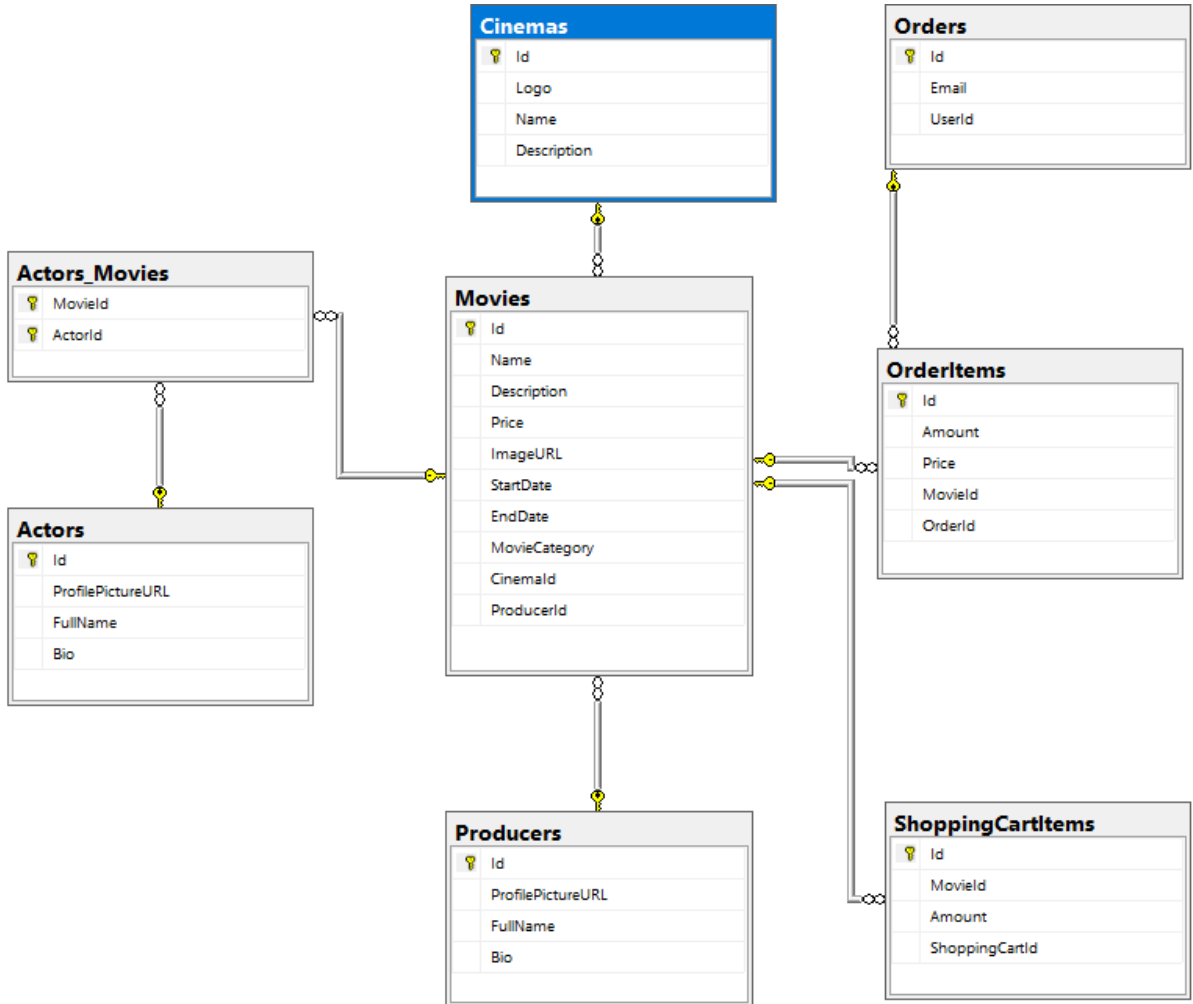 Cinemas
Id
Logo
Name
Description
Orders
Id
Email
UserId
Actors_Movies
MovieId
ActorId
Movies
Id
Name
Description
Price
ImageURL
StartDate
EndDate
MovieCategory
CinemaId
ProducerId
OrderItems
Id
Amount
Price
MovieId
OrderId
Actors
Id
ProfilePictureURL
FullName
Bio
Producers
Id
ProfilePictureURL
FullName
Bio
ShoppingCartItems
Id
MovieId
Amount
ShoppingCartId